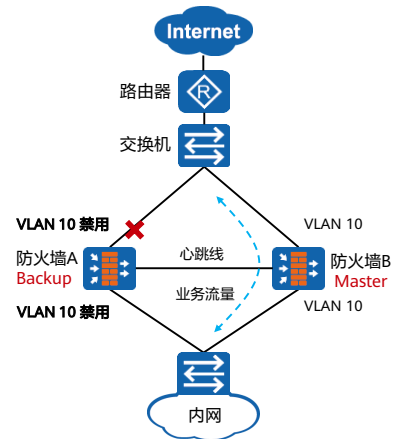 Internet
路由器
R
交换机
VLAN 10 禁用
VLAN 10
防火墙A
Backup
心跳线
防火墙B
Master
业务流量
VLAN 10 禁用
VLAN 10
内网